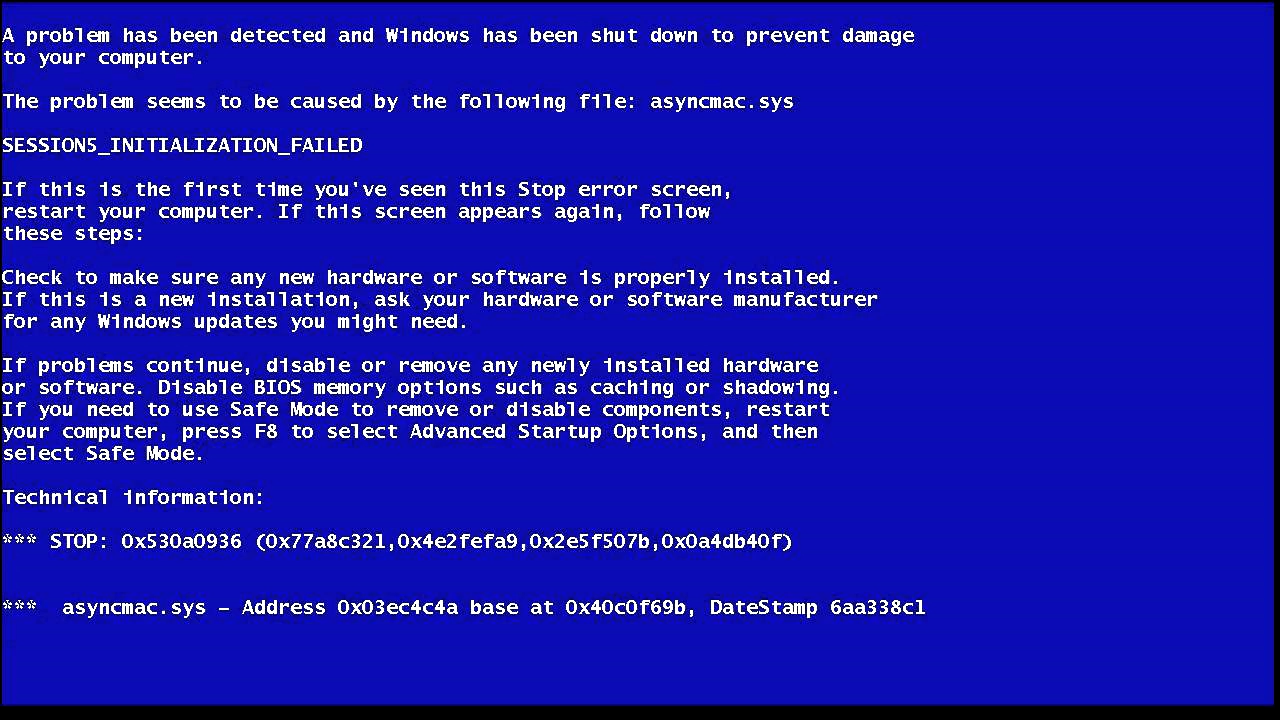 A problem has been detected and Windows has been shut down to prevent damage
to your computer.
The problem seems to be caused by the following file: asyncmac.sys
SESSION5_INITIALIZATION_FAILED
If this is the first time you've seen this Stop error screen,
restart your computer. If this screen appears again, follow
these steps:
Check to make sure any new hardware or software is properly installed.
If this is a new installation, ask your hardware or software manufacturer
for any Windows updates you might need.
If problems continue, disable or remove any newly installed hardware
or software. Disable BIOS memory options such as caching or shadowing.
If you need to use Safe Mode to remove or disable components, restart
your computer, press F8 to select Advanced Startup Options, and then
select Safe Mode.
Technical information:
*** STOP: 0x530a0936 (0x77a8c321,0x4e2fefa9,0x2e5f507b,0x0a4db40f)
***  asyncmac.sys – Address 0x03ec4c4a base at 0x40c0f69b, DateStamp 6aa338c1